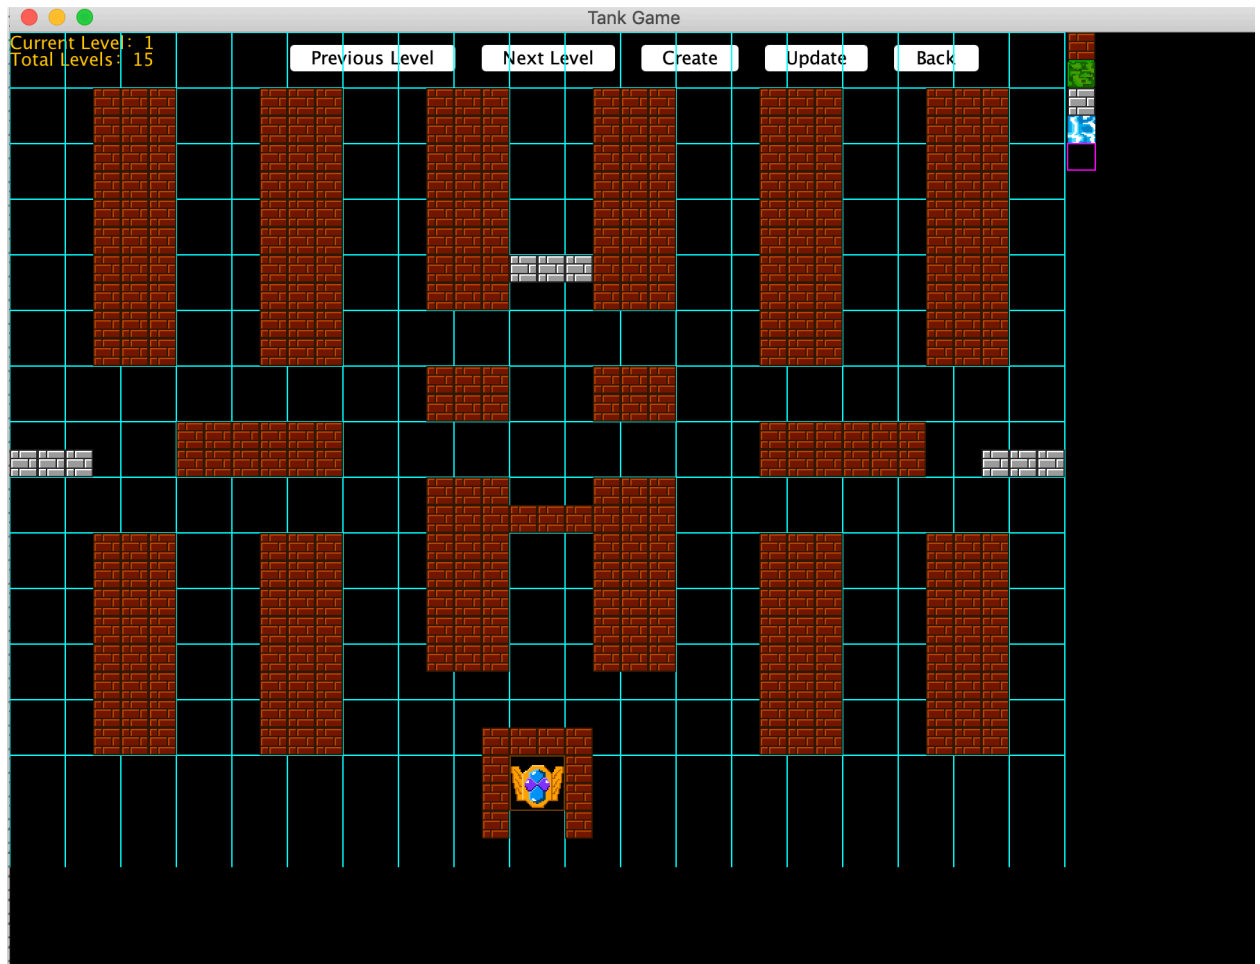 Tank Game
Current Level: 1
Total Levels: 15
Previous Level
Next Level
Create
Update
Back